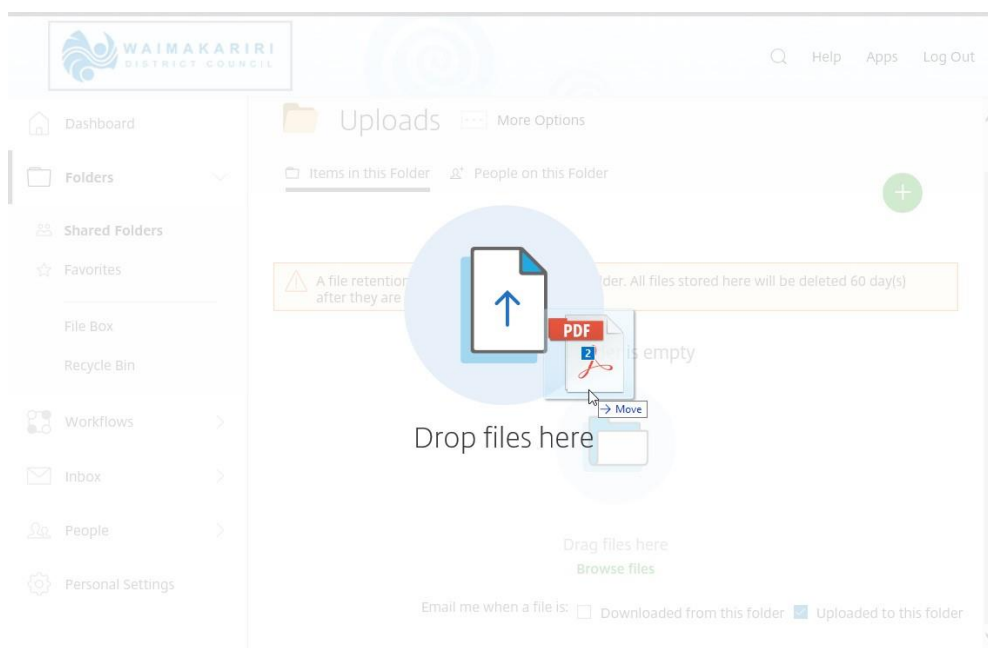 WAIMAKARIRI
DISTRICT COUNCIL
Help Apps Log Out
Dashboard
Uploads
More Options
Folders
Items in this Folder
People on this Folder
Shared Folders
Favorites
A file retention der. All files stored here will be deleted 60 day(s)
after they are
File Box
PDF
2
is empty
Recycle Bin
Move
Workflows
Drop files here
Inbox
People
Drag files here
Browse files
Personal Settings
Email me when a file is: Downloaded from this folder Uploaded to this folder